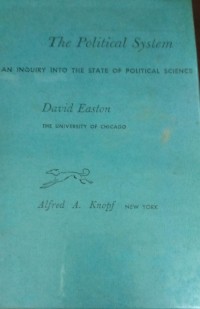 The Political System
AN INQUIRY INTO THE STATE OF POLITICAL SCIENCE
David Easton
THE UNIVERSITY OF CHICAGO
Alfred A. Knopf NEW YORK